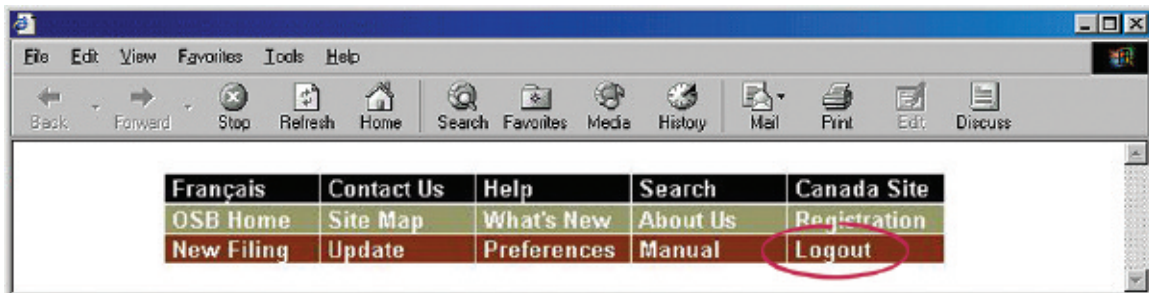 File Edit View Favorites Tools Help
Back Forward Stop Refresh Home Search Favorites Media History Mail Print Edit Discuss
Français Contact Us Help Search Canada Site
OSB Home Site Map What's New About Us Registration
New Filing Update Preferences Manual Logout